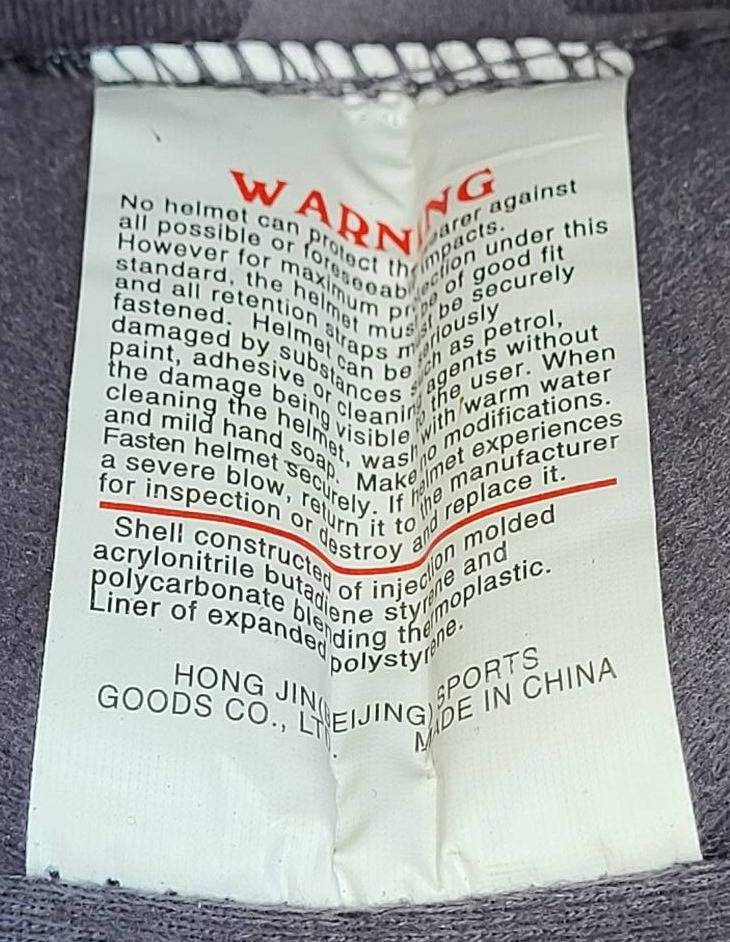 WARNING
No helmet can protect the wearer against
all possible or foreseeable impacts.
However for maximum protection under this
standard, the helmet must be of good fit
and all retention straps must be securely
fastened. Helmet can be seriously
damaged by substances such as petrol,
paint, adhesive or cleaning agents without
the damage being visible to the user. When
cleaning the helmet, wash with warm water
and mild hand soap. Make no modifications.
Fasten helmet securely. If helmet experiences
a severe blow, return it to the manufacturer
for inspection or destroy and replace it.
Shell constructed of injection molded
acrylonitrile butadiene styrene and
polycarbonate blending thermoplastic.
Liner of expanded polystyrene.
HONG JIN(BEIJING) SPORTS
GOODS CO., LTD. MADE IN CHINA